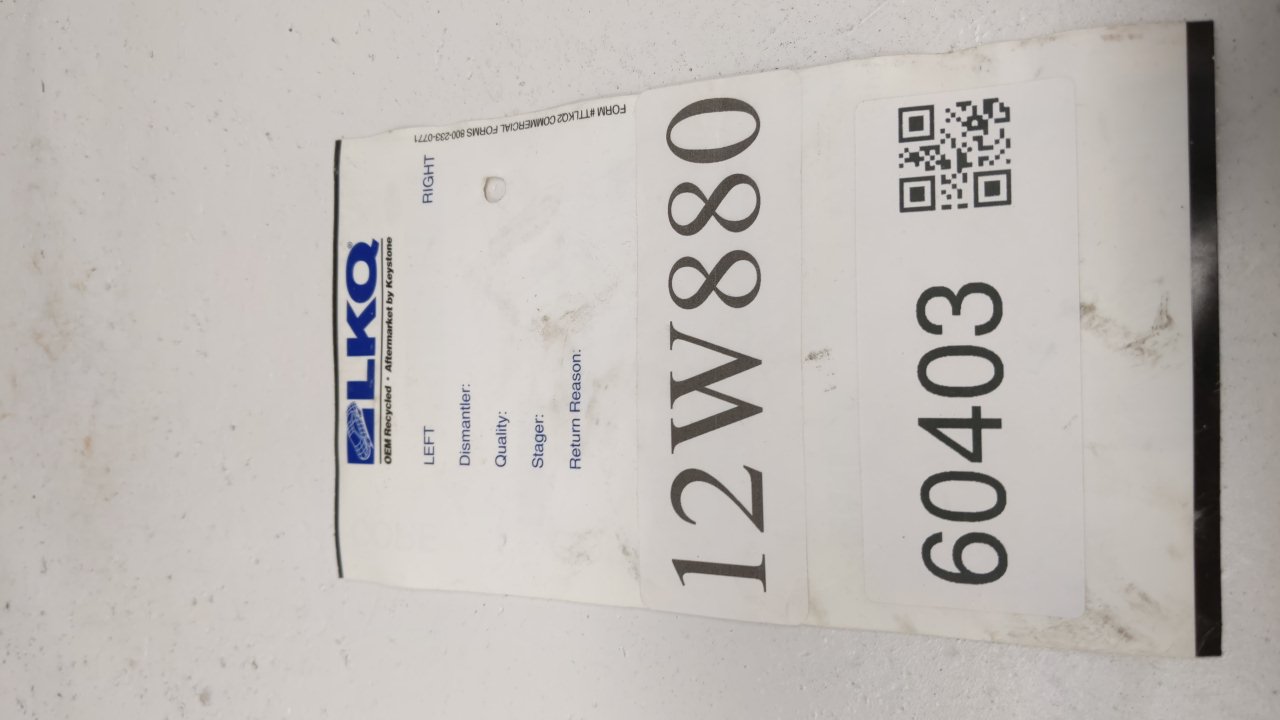 LKQ®
OEM Recycled • Aftermarket by Keystone
LEFT RIGHT
Dismantler:
Quality:
Stager:
Return Reason:
FORM #TTLKQ2 COMMERCIAL FORMS 800-233-0771
12W880
60403